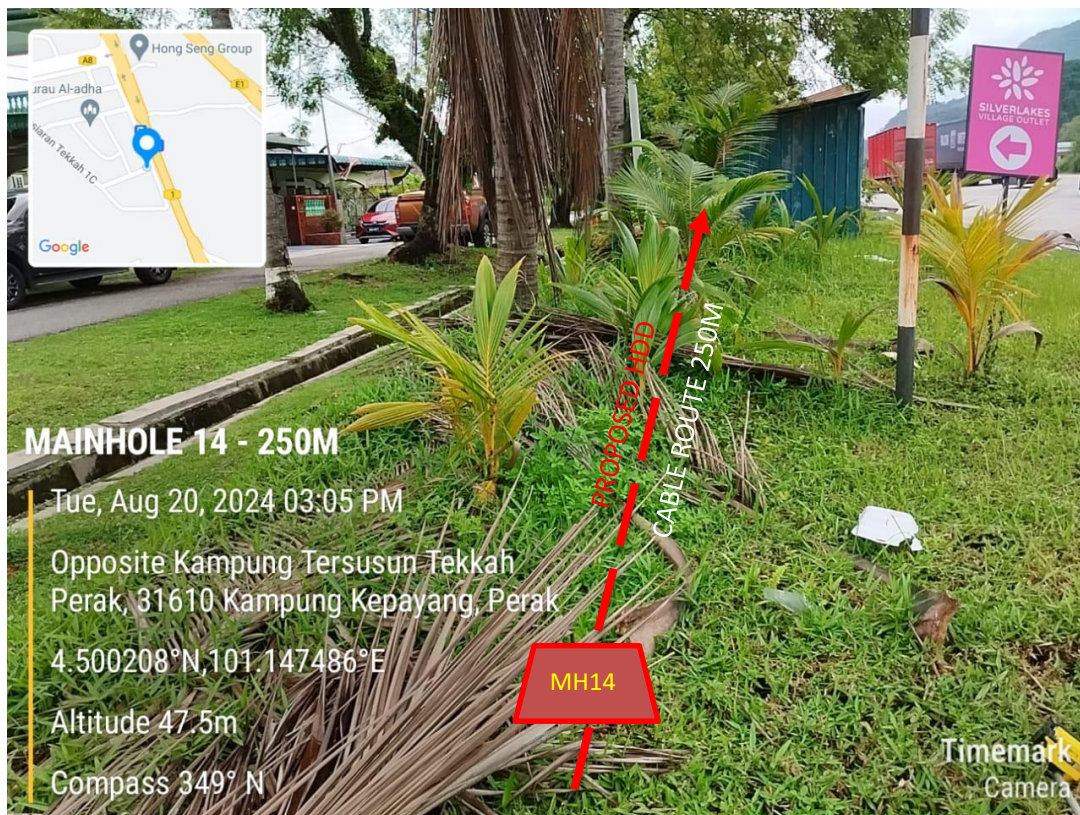 Hong Seng Group
A8
E1
urau Al-adha
siaran Tekkah 1C
1
Google
SILVERLAKES
VILLAGE OUTLET
PROPOSED HDD
CABLE ROUTE 250M
MAINHOLE 14 - 250M
Tue, Aug 20, 2024 03:05 PM
Opposite Kampung Tersusun Tekkah
Perak, 31610 Kampung Kepayang, Perak
4.500208°N,101.147486°E
Altitude 47.5m
Compass 349° N
MH14
Timemark
Camera